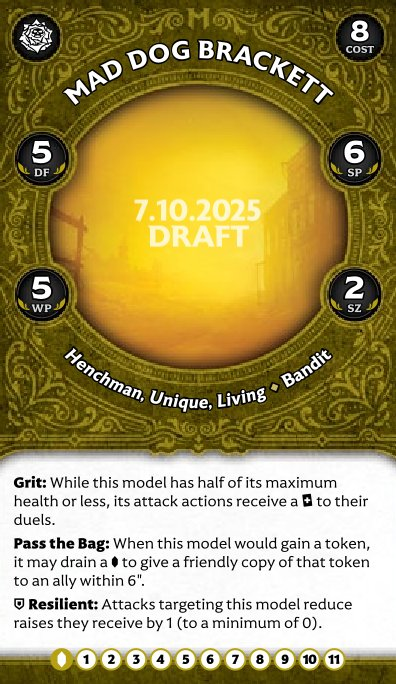 8
COST
MAD DOG BRACKETT
5
DF
6
SP
7.10.2025
DRAFT
5
WP
2
SZ
Henchman, Unique, Living ⬥ Bandit
Grit: While this model has half of its maximum
health or less, its attack actions receive a to their
duels.
Pass the Bag: When this model would gain a token,
it may drain a to give a friendly copy of that token
to an ally within 6".
Resilient: Attacks targeting this model reduce
raises they receive by 1 (to a minimum of 0).
1 2 3 4 5 6 7 8 9 10 11